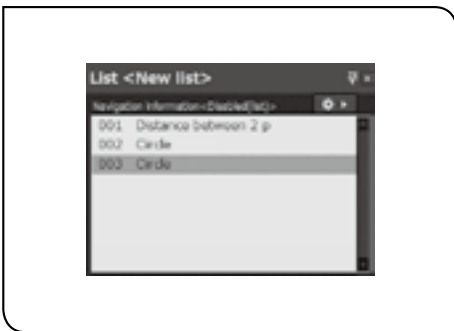 List <New list>
Navigation Information<Disabled(list)>
001 Distance between 2 p
002 Circle
003 Circle